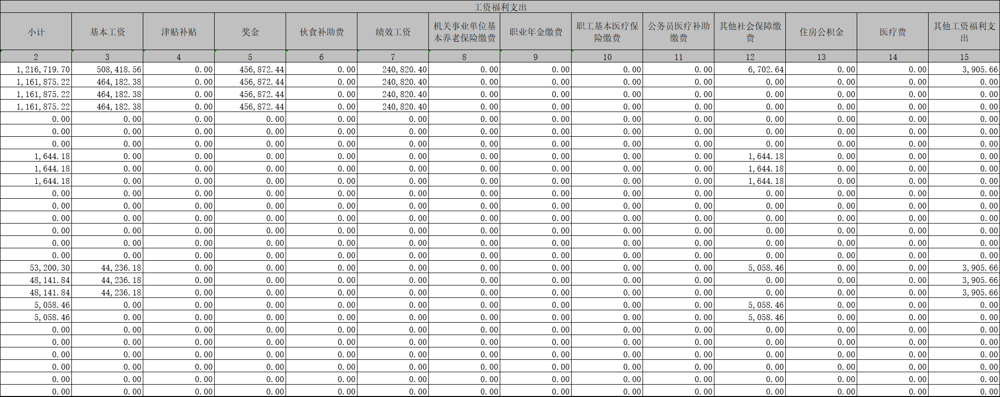 工资福利支出
小计 基本工资 津贴补贴 奖金 伙食补助费 绩效工资 机关事业单位基本养老保险缴费 职业年金缴费 职工基本医疗保险缴费 公务员医疗补助缴费 其他社会保障缴费 住房公积金 医疗费 其他工资福利支出
2 3 4 5 6 7 8 9 10 11 12 13 14 15
1,216,719.70 508,418.56 0.00 456,872.44 0.00 240,820.40 0.00 0.00 0.00 0.00 6,702.64 0.00 0.00 3,905.66
1,161,875.22 464,182.38 0.00 456,872.44 0.00 240,820.40 0.00 0.00 0.00 0.00 0.00 0.00 0.00 0.00
1,161,875.22 464,182.38 0.00 456,872.44 0.00 240,820.40 0.00 0.00 0.00 0.00 0.00 0.00 0.00 0.00
1,161,875.22 464,182.38 0.00 456,872.44 0.00 240,820.40 0.00 0.00 0.00 0.00 0.00 0.00 0.00 0.00
0.00 0.00 0.00 0.00 0.00 0.00 0.00 0.00 0.00 0.00 0.00 0.00 0.00 0.00
0.00 0.00 0.00 0.00 0.00 0.00 0.00 0.00 0.00 0.00 0.00 0.00 0.00 0.00
0.00 0.00 0.00 0.00 0.00 0.00 0.00 0.00 0.00 0.00 0.00 0.00 0.00 0.00
1,644.18 0.00 0.00 0.00 0.00 0.00 0.00 0.00 0.00 0.00 1,644.18 0.00 0.00 0.00
1,644.18 0.00 0.00 0.00 0.00 0.00 0.00 0.00 0.00 0.00 1,644.18 0.00 0.00 0.00
1,644.18 0.00 0.00 0.00 0.00 0.00 0.00 0.00 0.00 0.00 1,644.18 0.00 0.00 0.00
0.00 0.00 0.00 0.00 0.00 0.00 0.00 0.00 0.00 0.00 0.00 0.00 0.00 0.00
0.00 0.00 0.00 0.00 0.00 0.00 0.00 0.00 0.00 0.00 0.00 0.00 0.00 0.00
0.00 0.00 0.00 0.00 0.00 0.00 0.00 0.00 0.00 0.00 0.00 0.00 0.00 0.00
0.00 0.00 0.00 0.00 0.00 0.00 0.00 0.00 0.00 0.00 0.00 0.00 0.00 0.00
0.00 0.00 0.00 0.00 0.00 0.00 0.00 0.00 0.00 0.00 0.00 0.00 0.00 0.00
0.00 0.00 0.00 0.00 0.00 0.00 0.00 0.00 0.00 0.00 0.00 0.00 0.00 0.00
53,200.30 44,236.18 0.00 0.00 0.00 0.00 0.00 0.00 0.00 0.00 5,058.46 0.00 0.00 3,905.66
48,141.84 44,236.18 0.00 0.00 0.00 0.00 0.00 0.00 0.00 0.00 0.00 0.00 0.00 3,905.66
48,141.84 44,236.18 0.00 0.00 0.00 0.00 0.00 0.00 0.00 0.00 0.00 0.00 0.00 3,905.66
5,058.46 0.00 0.00 0.00 0.00 0.00 0.00 0.00 0.00 0.00 5,058.46 0.00 0.00 0.00
5,058.46 0.00 0.00 0.00 0.00 0.00 0.00 0.00 0.00 0.00 5,058.46 0.00 0.00 0.00
0.00 0.00 0.00 0.00 0.00 0.00 0.00 0.00 0.00 0.00 0.00 0.00 0.00 0.00
0.00 0.00 0.00 0.00 0.00 0.00 0.00 0.00 0.00 0.00 0.00 0.00 0.00 0.00
0.00 0.00 0.00 0.00 0.00 0.00 0.00 0.00 0.00 0.00 0.00 0.00 0.00 0.00
0.00 0.00 0.00 0.00 0.00 0.00 0.00 0.00 0.00 0.00 0.00 0.00 0.00 0.00
0.00 0.00 0.00 0.00 0.00 0.00 0.00 0.00 0.00 0.00 0.00 0.00 0.00 0.00
0.00 0.00 0.00 0.00 0.00 0.00 0.00 0.00 0.00 0.00 0.00 0.00 0.00 0.00